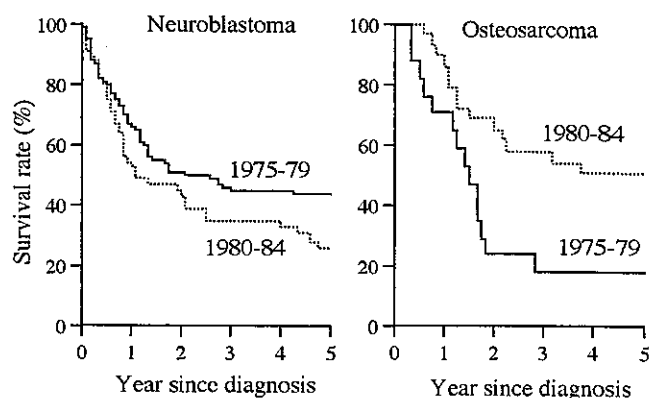 Neuroblastoma
100
80
60
40
20
0
Survival rate (%)
1975-79
1980-84
0 1 2 3 4 5
Year since diagnosis
Osteosarcoma
100
80
60
40
20
0
1980-84
1975-79
0 1 2 3 4 5
Year since diagnosis